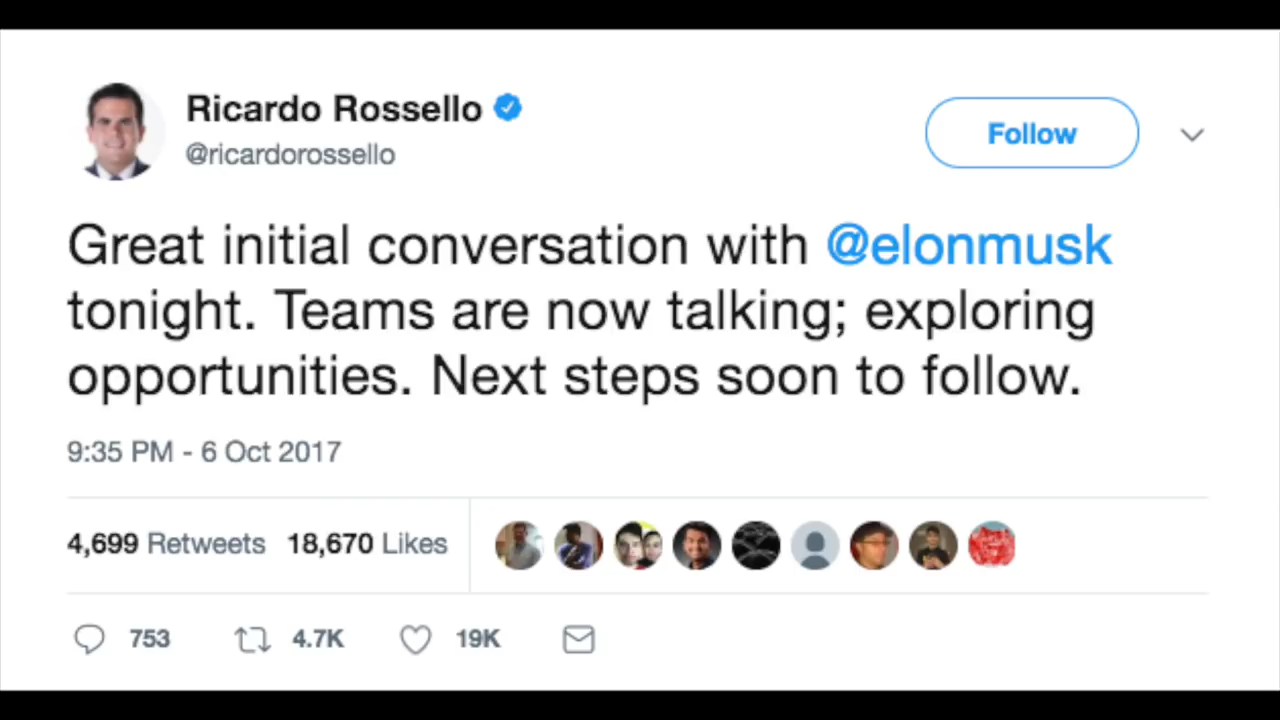 Ricardo Rossello
@ricardorossello
Follow
Great initial conversation with @elonmusk
tonight. Teams are now talking; exploring
opportunities. Next steps soon to follow.
9:35 PM - 6 Oct 2017
4,699 Retweets 18,670 Likes
753 4.7K 19K